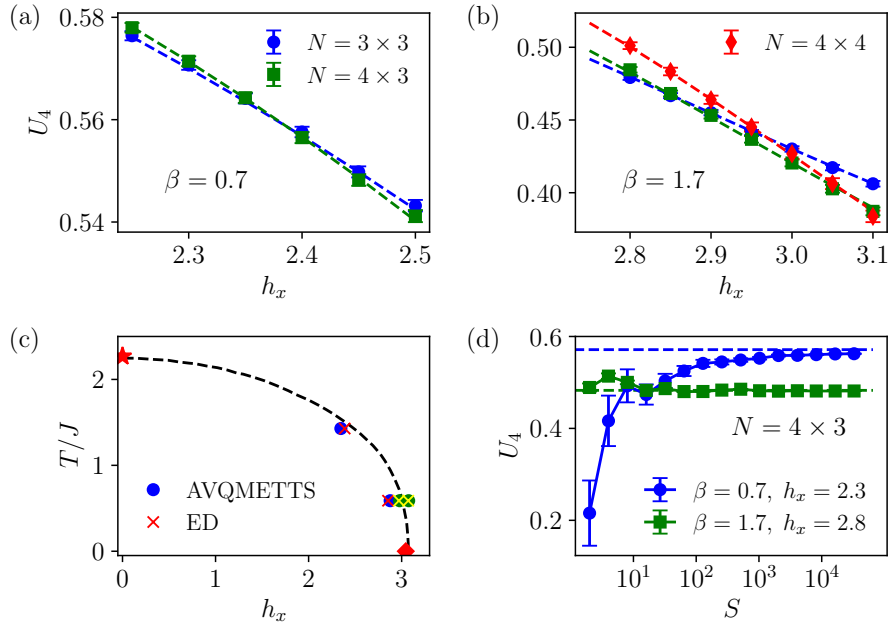 (a)
0.58
0.56
0.54
U₄
N = 3 × 3
N = 4 × 3
β = 0.7
2.3
2.4
2.5
hₓ
(b)
0.50
0.45
0.40
U₄
N = 4 × 4
β = 1.7
2.8
2.9
3.0
3.1
hₓ
(c)
2
1
0
T/J
AVQMETTS
ED
0
1
2
3
hₓ
(d)
0.6
0.4
0.2
U₄
N = 4 × 3
β = 0.7, hₓ = 2.3
β = 1.7, hₓ = 2.8
10¹
10²
10³
10⁴
S